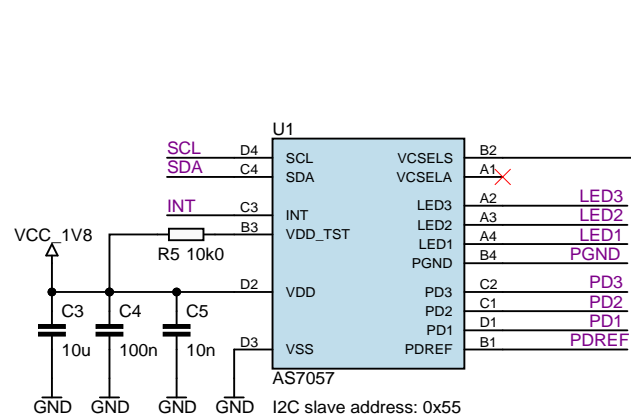 U1
SCL D4 SCL VCSELS B2
SDA C4 SDA VCSELA A1
LED3 A2 LED3
INT C3 INT LED2 A3 LED2
B3 VDD_TST LED1 A4 LED1
VCC_1V8 R5 10k0 PGND B4 PGND
D2 VDD PD3 C2 PD3
C3 C4 C5 PD2 C1 PD2
PD1 D1 PD1
10u 100n 10n D3 VSS PDREF B1 PDREF
AS7057
GND GND GND GND I2C slave address: 0x55